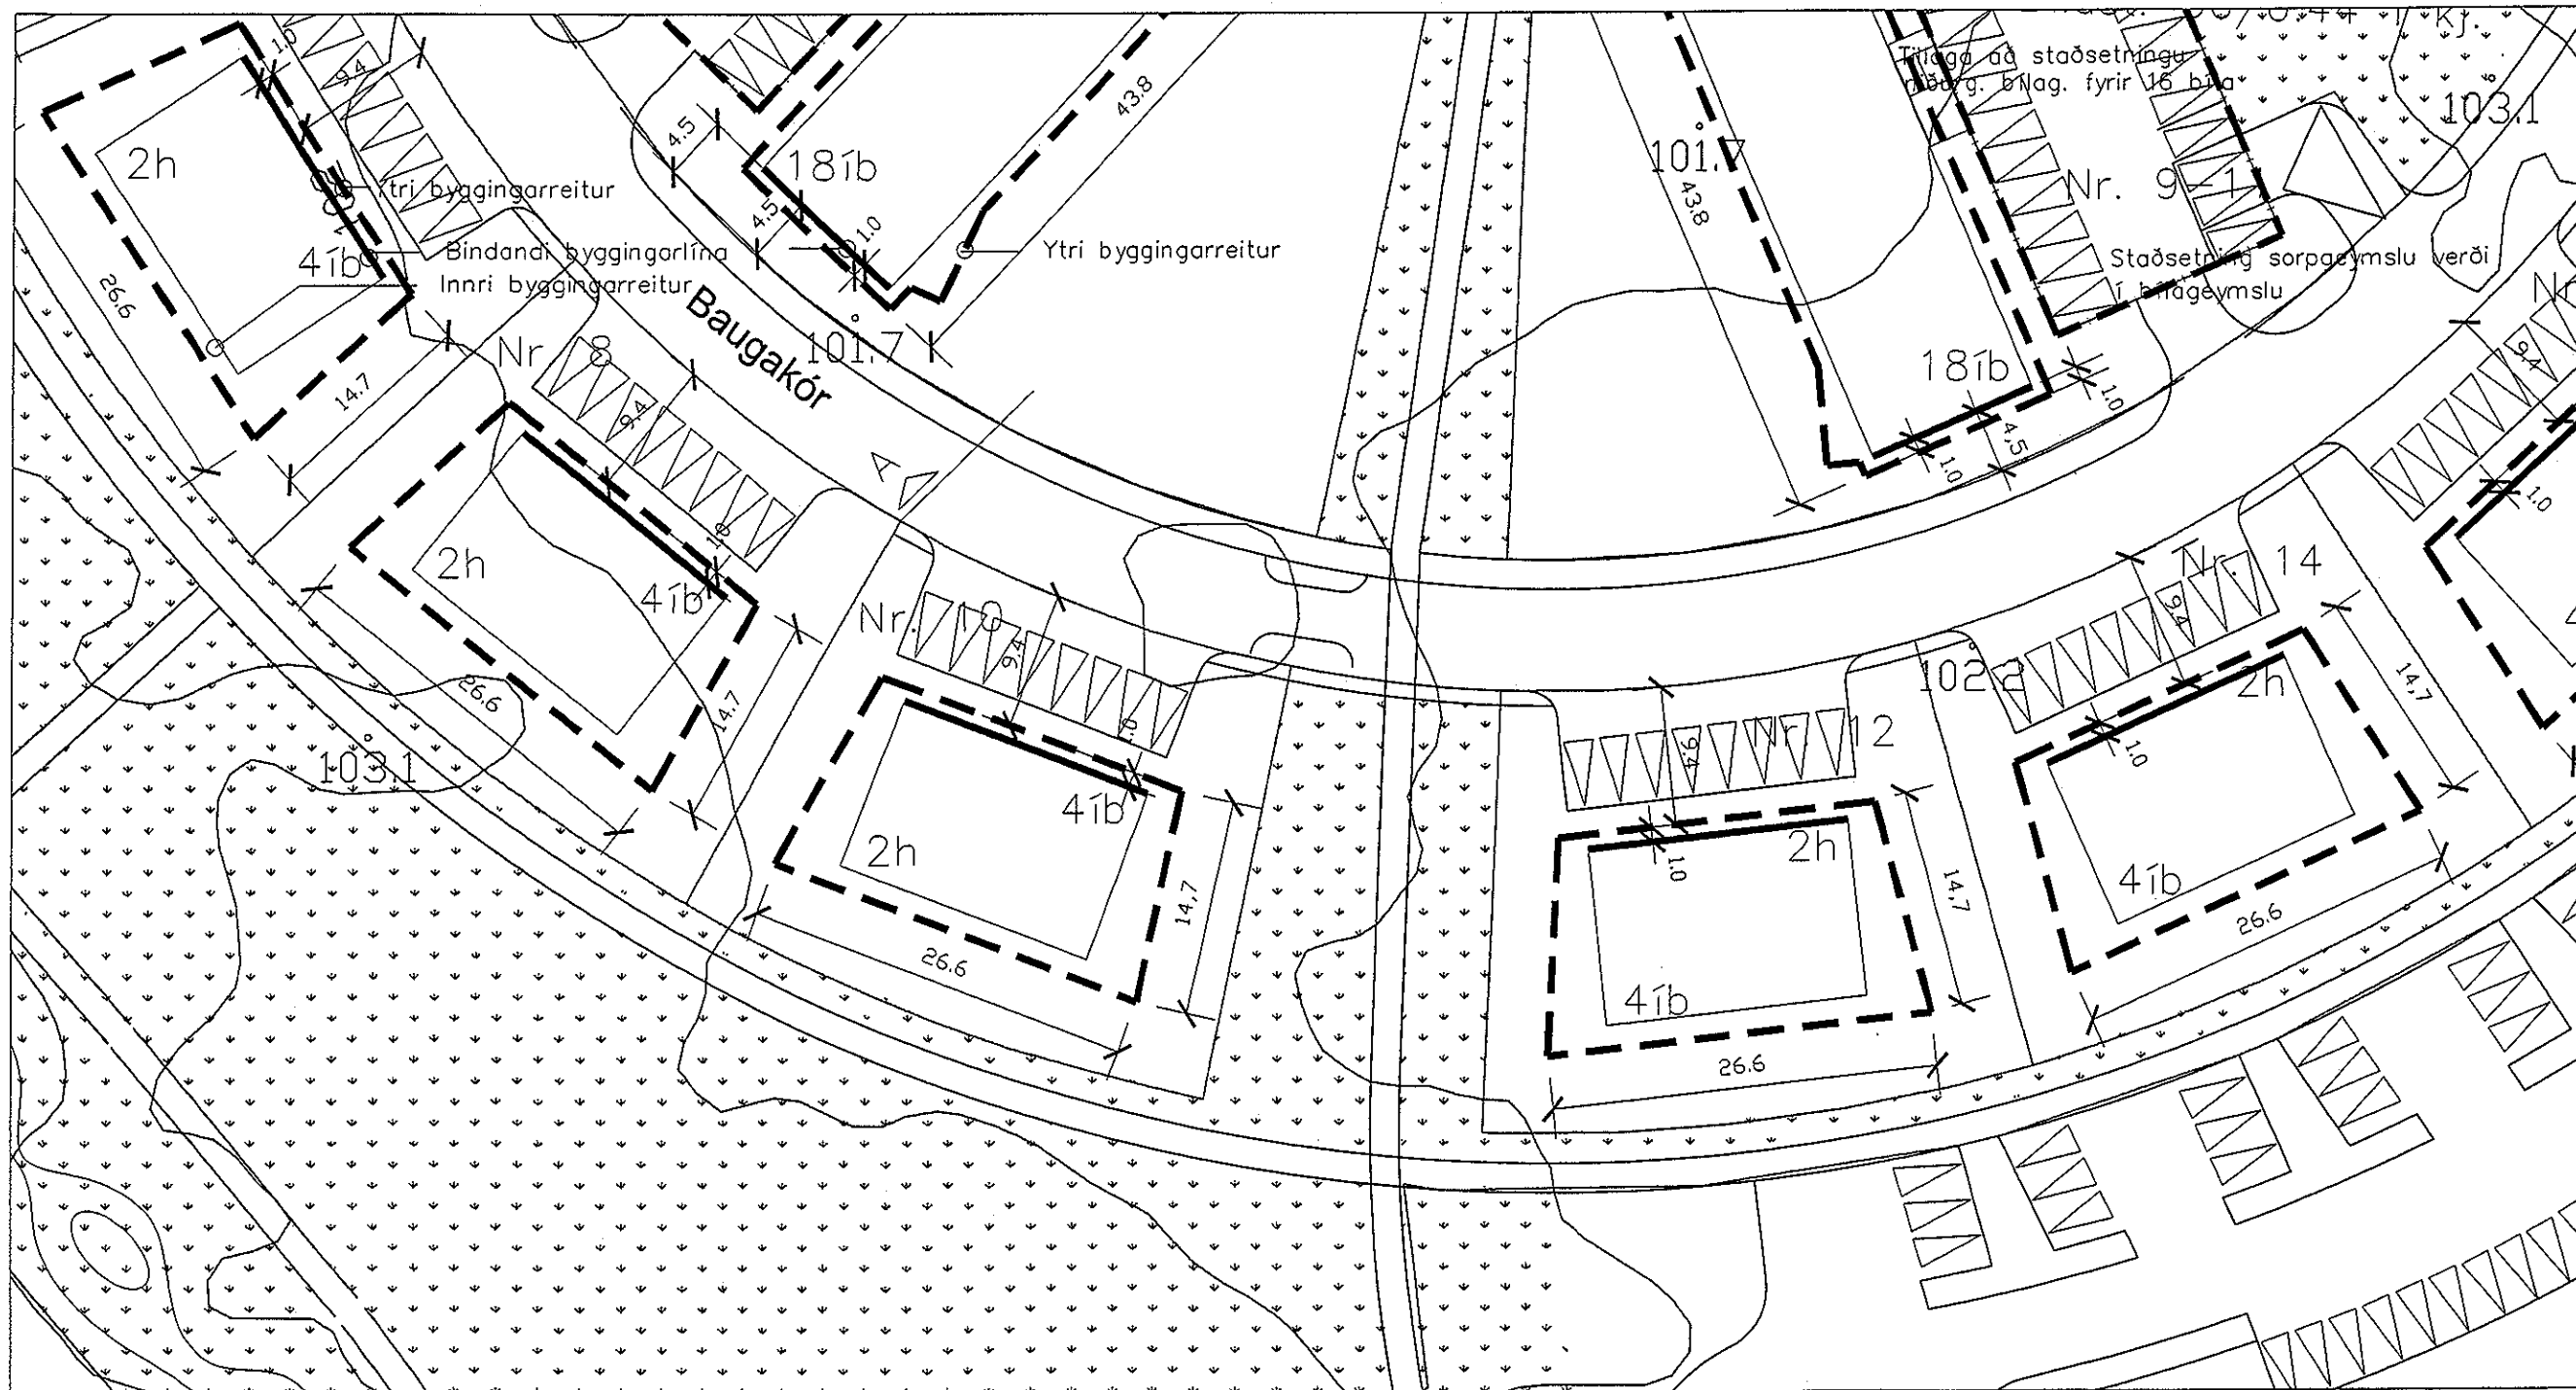 Tillaga að staðsetningu
niðurg. bílag. fyrir 16 bíla
103.1
1.0
9.4
2h
Ytri byggingarreitur
4íb
Bindandi byggingarlína
Innri byggingarreitur
26.6
14.7
4.5
18íb
43.8
4.5
1.0
Ytri byggingarreitur
101.7
Baugakór
101.7
43.8
Nr. 9-11
Staðsetning sorpgeymslu verði
í bílageymslu
18íb
1.0
1.0
4,5
Nr
9.4
1.0
Nr. 8
9.4
1.0
2h
4íb
26.6
14.7
A
103.1
Nr. 10
9.4
1.0
4íb
2h
14,7
26.6
Nr. 12
9.4
1.0
2h
4íb
14,7
26.6
102.2
Nr. 14
9.4
1.0
2h
4íb
14,7
26.6